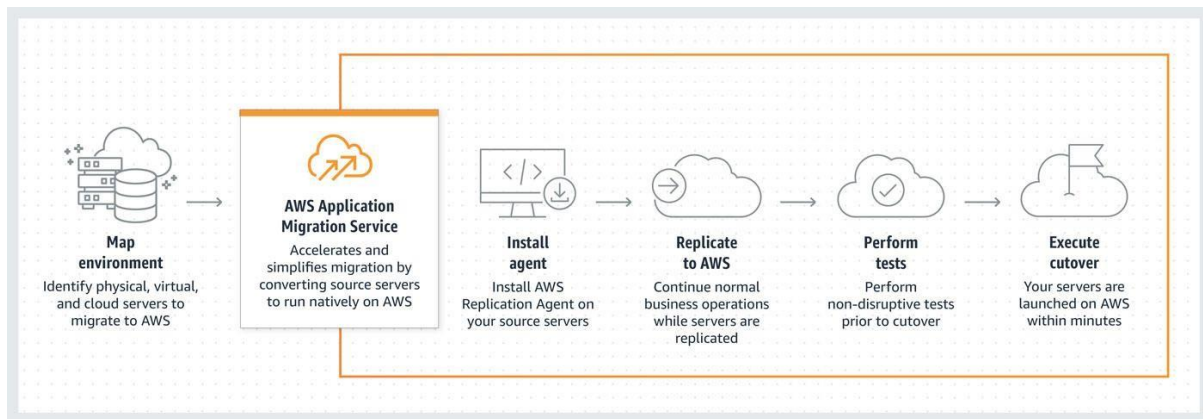 Map
environment
Identify physical, virtual,
and cloud servers to
migrate to AWS
AWS Application
Migration Service
Accelerates and
simplifies migration by
converting source servers
to run natively on AWS
</>
Install
agent
Install AWS
Replication Agent on
your source servers
Replicate
to AWS
Continue normal
business operations
while servers are
replicated
Perform
tests
Perform
non-disruptive tests
prior to cutover
Execute
cutover
Your servers are
launched on AWS
within minutes